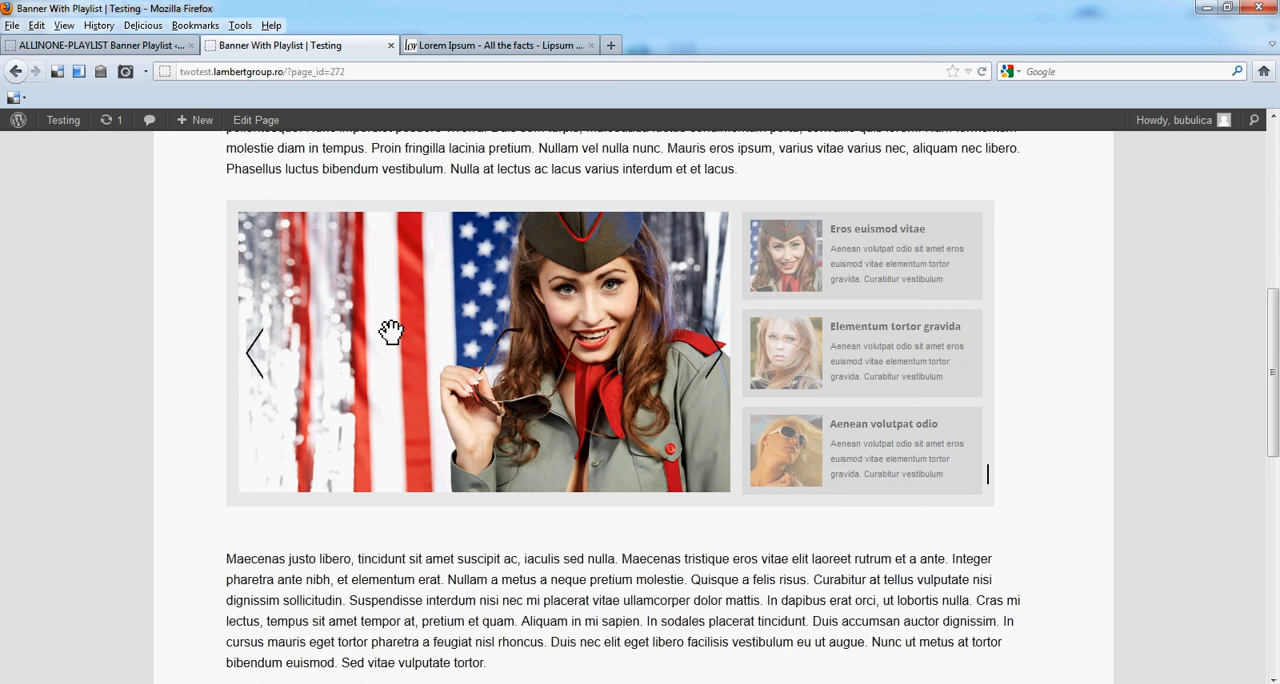 Banner With Playlist | Testing - Mozilla Firefox
File Edit View History Delicious Bookmarks Tools Help
ALLINONE-PLAYLIST Banner Playlist ‹... Banner With Playlist | Testing Lorem Ipsum - All the facts - Lipsum ...
twotest.lambertgroup.ro/?page_id=272 Google
Testing 1 New Edit Page Howdy, bubulica
molestie diam in tempus. Proin fringilla lacinia pretium. Nullam vel nulla nunc. Mauris eros ipsum, varius vitae varius nec, aliquam nec libero.
Phasellus luctus bibendum vestibulum. Nulla at lectus ac lacus varius interdum et et lacus.
Eros euismod vitae
Aenean volutpat odio sit amet eros
euismod vitae elementum tortor
gravida. Curabitur vestibulum
Elementum tortor gravida
Aenean volutpat odio sit amet eros
euismod vitae elementum tortor
gravida. Curabitur vestibulum
Aenean volutpat odio
Aenean volutpat odio sit amet eros
euismod vitae elementum tortor
gravida. Curabitur vestibulum
Maecenas justo libero, tincidunt sit amet suscipit ac, iaculis sed nulla. Maecenas tristique eros vitae elit laoreet rutrum et a ante. Integer
pharetra ante nibh, et elementum erat. Nullam a metus a neque pretium molestie. Quisque a felis risus. Curabitur at tellus vulputate nisi
dignissim sollicitudin. Suspendisse interdum nisi nec mi placerat vitae ullamcorper dolor mattis. In dapibus erat orci, ut lobortis nulla. Cras mi
lectus, tempus sit amet tempor at, pretium et quam. Aliquam in mi sapien. In sodales placerat tincidunt. Duis accumsan auctor dignissim. In
cursus mauris eget tortor pharetra a feugiat nisl rhoncus. Duis nec elit eget libero facilisis vestibulum eu ut augue. Nunc ut metus at tortor
bibendum euismod. Sed vitae vulputate tortor.